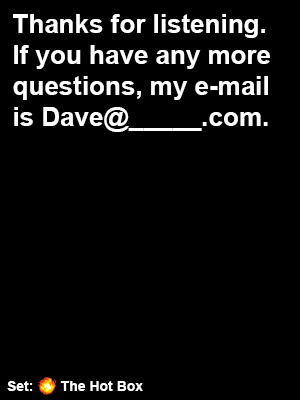 Thanks for listening.
If you have any more
questions, my e-mail
is Dave@_____.com.
Set: The Hot Box